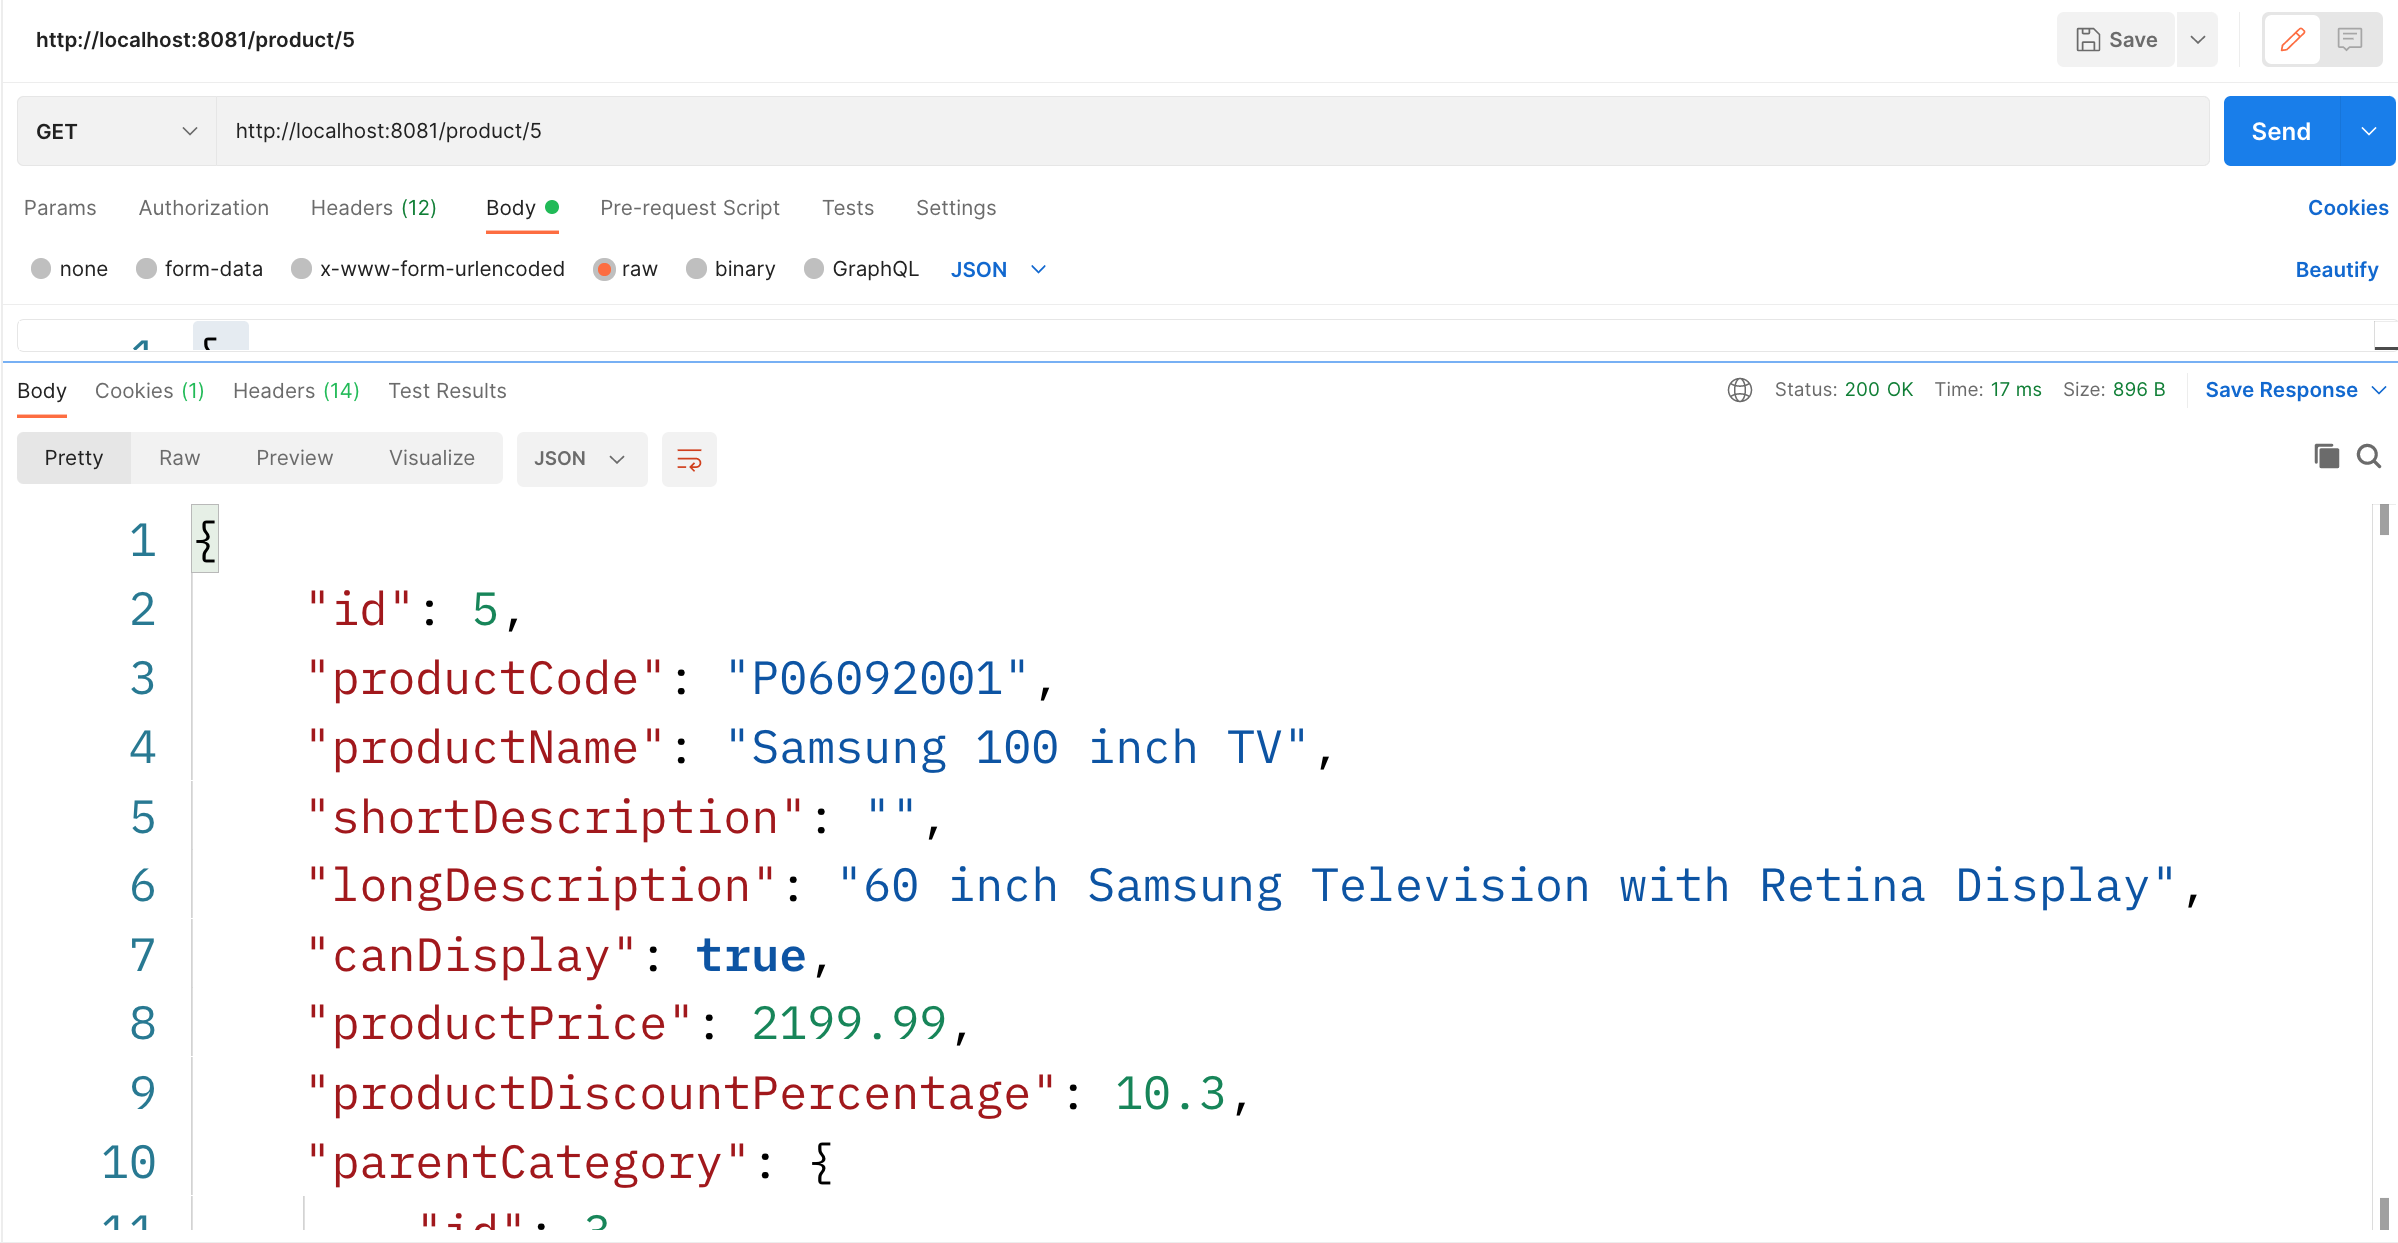 http://localhost:8081/product/5
Save
GET
http://localhost:8081/product/5
Send
Params Authorization Headers (12) Body Pre-request Script Tests Settings Cookies
none form-data x-www-form-urlencoded raw binary GraphQL JSON Beautify
1 {
Body Cookies (1) Headers (14) Test Results Status: 200 OK Time: 17 ms Size: 896 B Save Response
Pretty Raw Preview Visualize JSON
1 {
2 "id": 5,
3 "productCode": "P06092001",
4 "productName": "Samsung 100 inch TV",
5 "shortDescription": "",
6 "longDescription": "60 inch Samsung Television with Retina Display",
7 "canDisplay": true,
8 "productPrice": 2199.99,
9 "productDiscountPercentage": 10.3,
10 "parentCategory": {
11 "id": 3